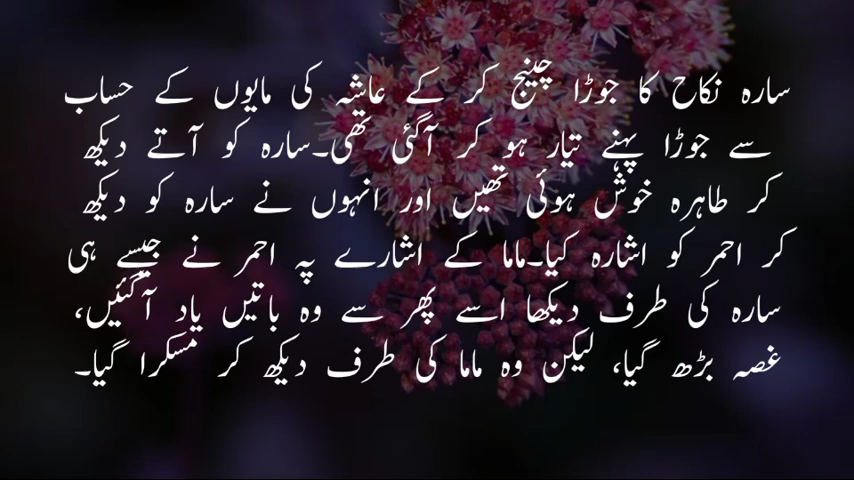 سارہ نکاح کا جوڑا چینج کر کے عاشہ کی مایوں کے حساب
سے جوڑا پہنے تیار ہو کر آگئی تھی۔سارہ کو آتے دیکھ
کر طاہرہ خوش ہوئی تھیں اور انہوں نے سارہ کو دیکھ
کر احمر کو اشارہ کیا۔ماما کے اشارے پہ احمر نے جیسے ہی
سارہ کی طرف دیکھا اسے پھر سے وہ باتیں یاد آگئیں،
غصہ بڑھ گیا، لیکن وہ ماما کی طرف دیکھ کر مسکرا گیا۔